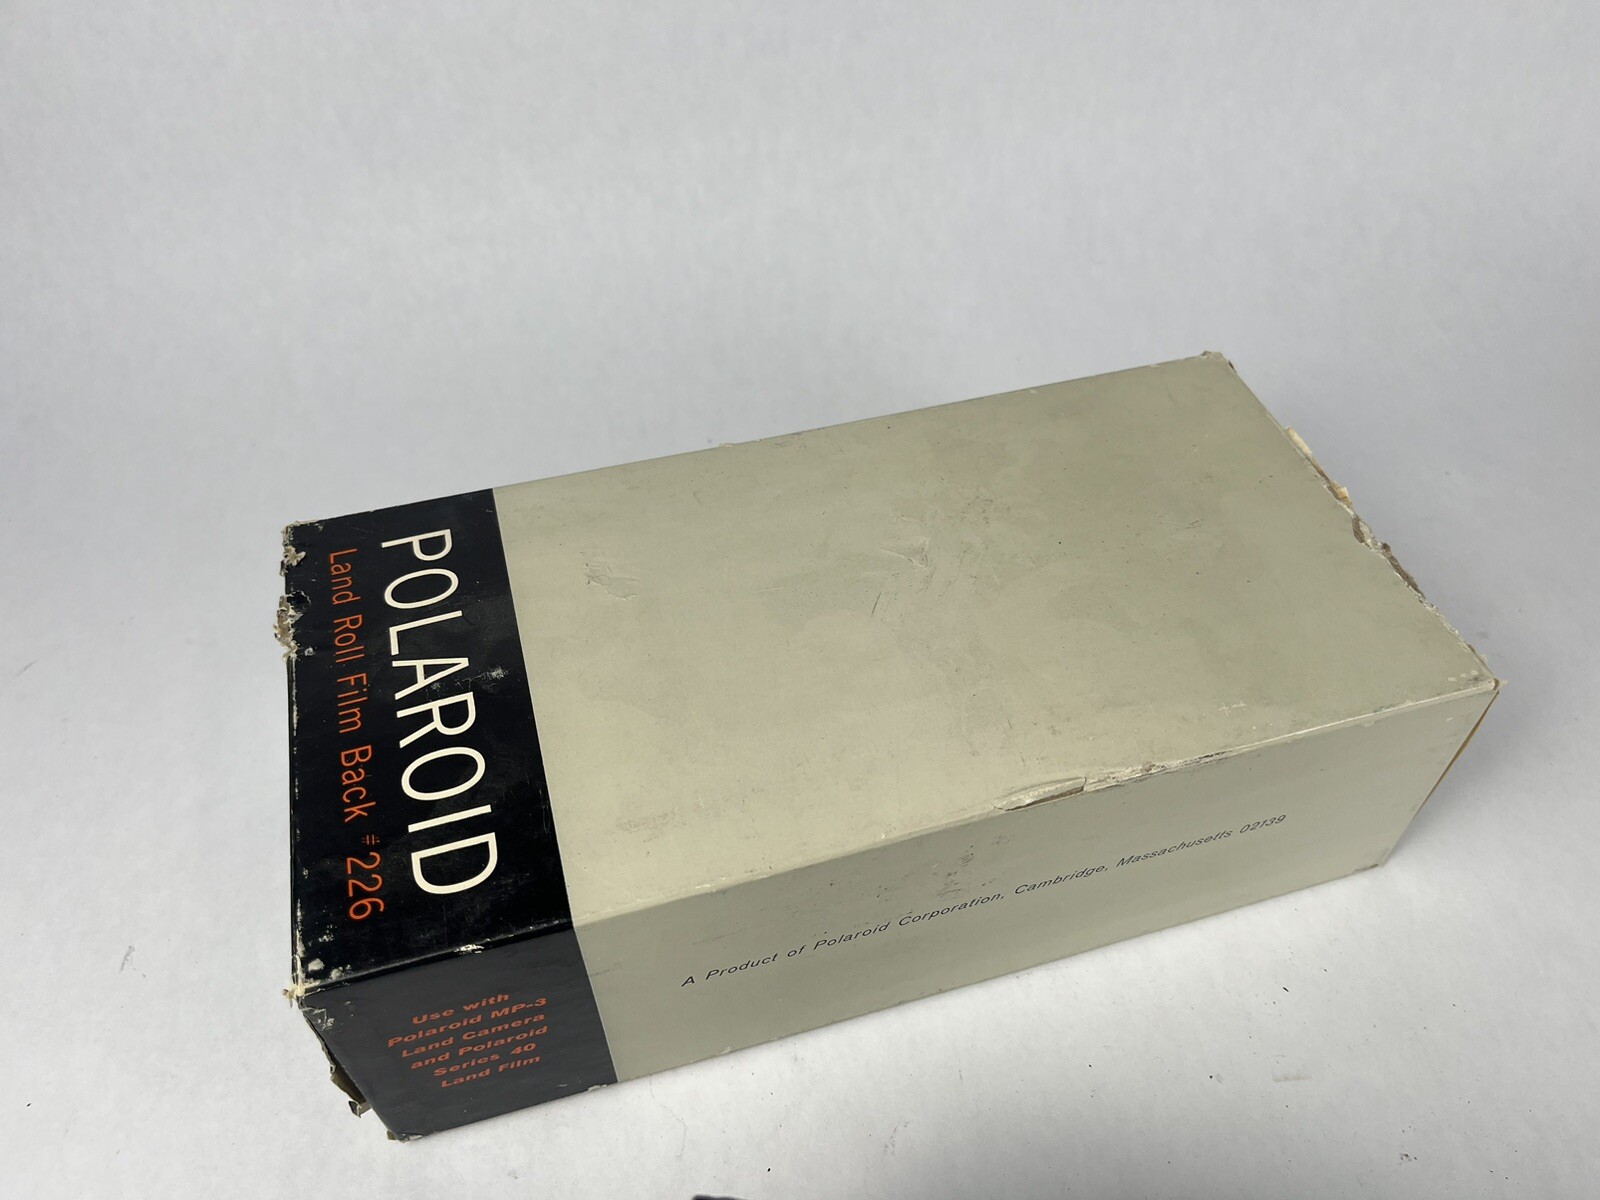 POLAROID
Land Roll Film Back #226
Use with
Polaroid MP-3
Land Camera
and Polaroid
Series 40
Land Film
A Product of Polaroid Corporation, Cambridge, Massachusetts 02139